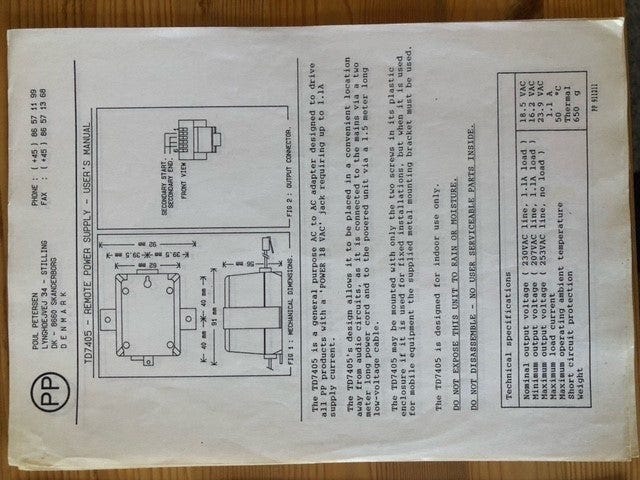 PP
POUL PETERSEN
LYNGHØJVEJ 34 - STILLING
DK - 8660 SKANDERBORG
DENMARK
PHONE : ( +45 ) 86 57 11 99
FAX : ( +45 ) 86 57 13 68
TD7405 - REMOTE POWER SUPPLY - USER'S MANUAL
92 mm
39.5 mm
39.5 mm
62 mm
40 mm
40 mm
91 mm
56 mm
FIG 1 : MECHANICAL DIMENSIONS.
SECONDARY START.
SECONDARY END.
FRONT VIEW
FIG 2 : OUTPUT CONNECTOR.
The TD7405 is a general purpose AC to AC adapter designed to drive
all PP products with a 'POWER 18 VAC' jack requiring up to 1.1A
supply current.
The TD7405's design allows it to be placed in a convenient location
away from audio circuits, as it is connected to the mains via a two
meter long power cord and to the powered unit via a 1.5 meter long
low-voltage cable.
The TD7405 may be mounted with only the two screws in its plastic
enclosure if it is used for fixed installations, but when it is used
for mobile equipment the supplied metal mounting bracket must be used.
The TD7405 is designed for indoor use only.
DO NOT EXPOSE THIS UNIT TO RAIN OR MOISTURE.
DO NOT DISASSEMBLE - NO USER SERVICEABLE PARTS INSIDE.
Technical specifications
Nominal output voltage ( 230VAC line, 1.1A load ) 18.5 VAC
Minimum output voltage ( 207VAC line, 1.1A load ) 16.2 VAC
Maximum output voltage ( 253VAC line, no load ) 23.9 VAC
Maximum load current 1.1 A
Maximum operating ambient temperature 50 °C
Short circuit protection Thermal
Weight 650 g
PP 911211